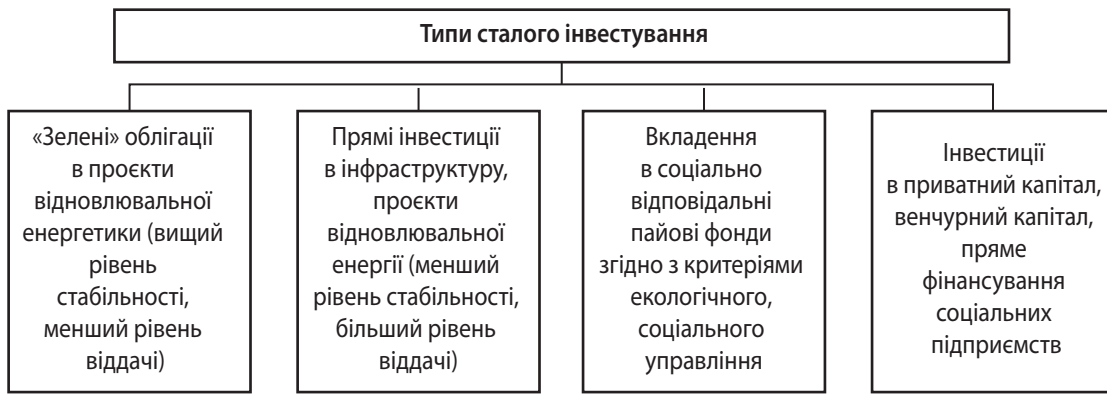 Типи сталого інвестування
«Зелені» облігації
в проєкти
відновлювальної
енергетики (вищий
рівень
стабільності,
менший рівень
віддачі)
Прямі інвестиції
в інфраструктуру,
проєкти
відновлювальної
енергії (менший
рівень стабільності,
більший рівень
віддачі)
Вкладення
в соціально
відповідальні
пайові фонди
згідно з критеріями
екологічного,
соціального
управління
Інвестиції
в приватний капітал,
венчурний капітал,
пряме
фінансування
соціальних
підприємств